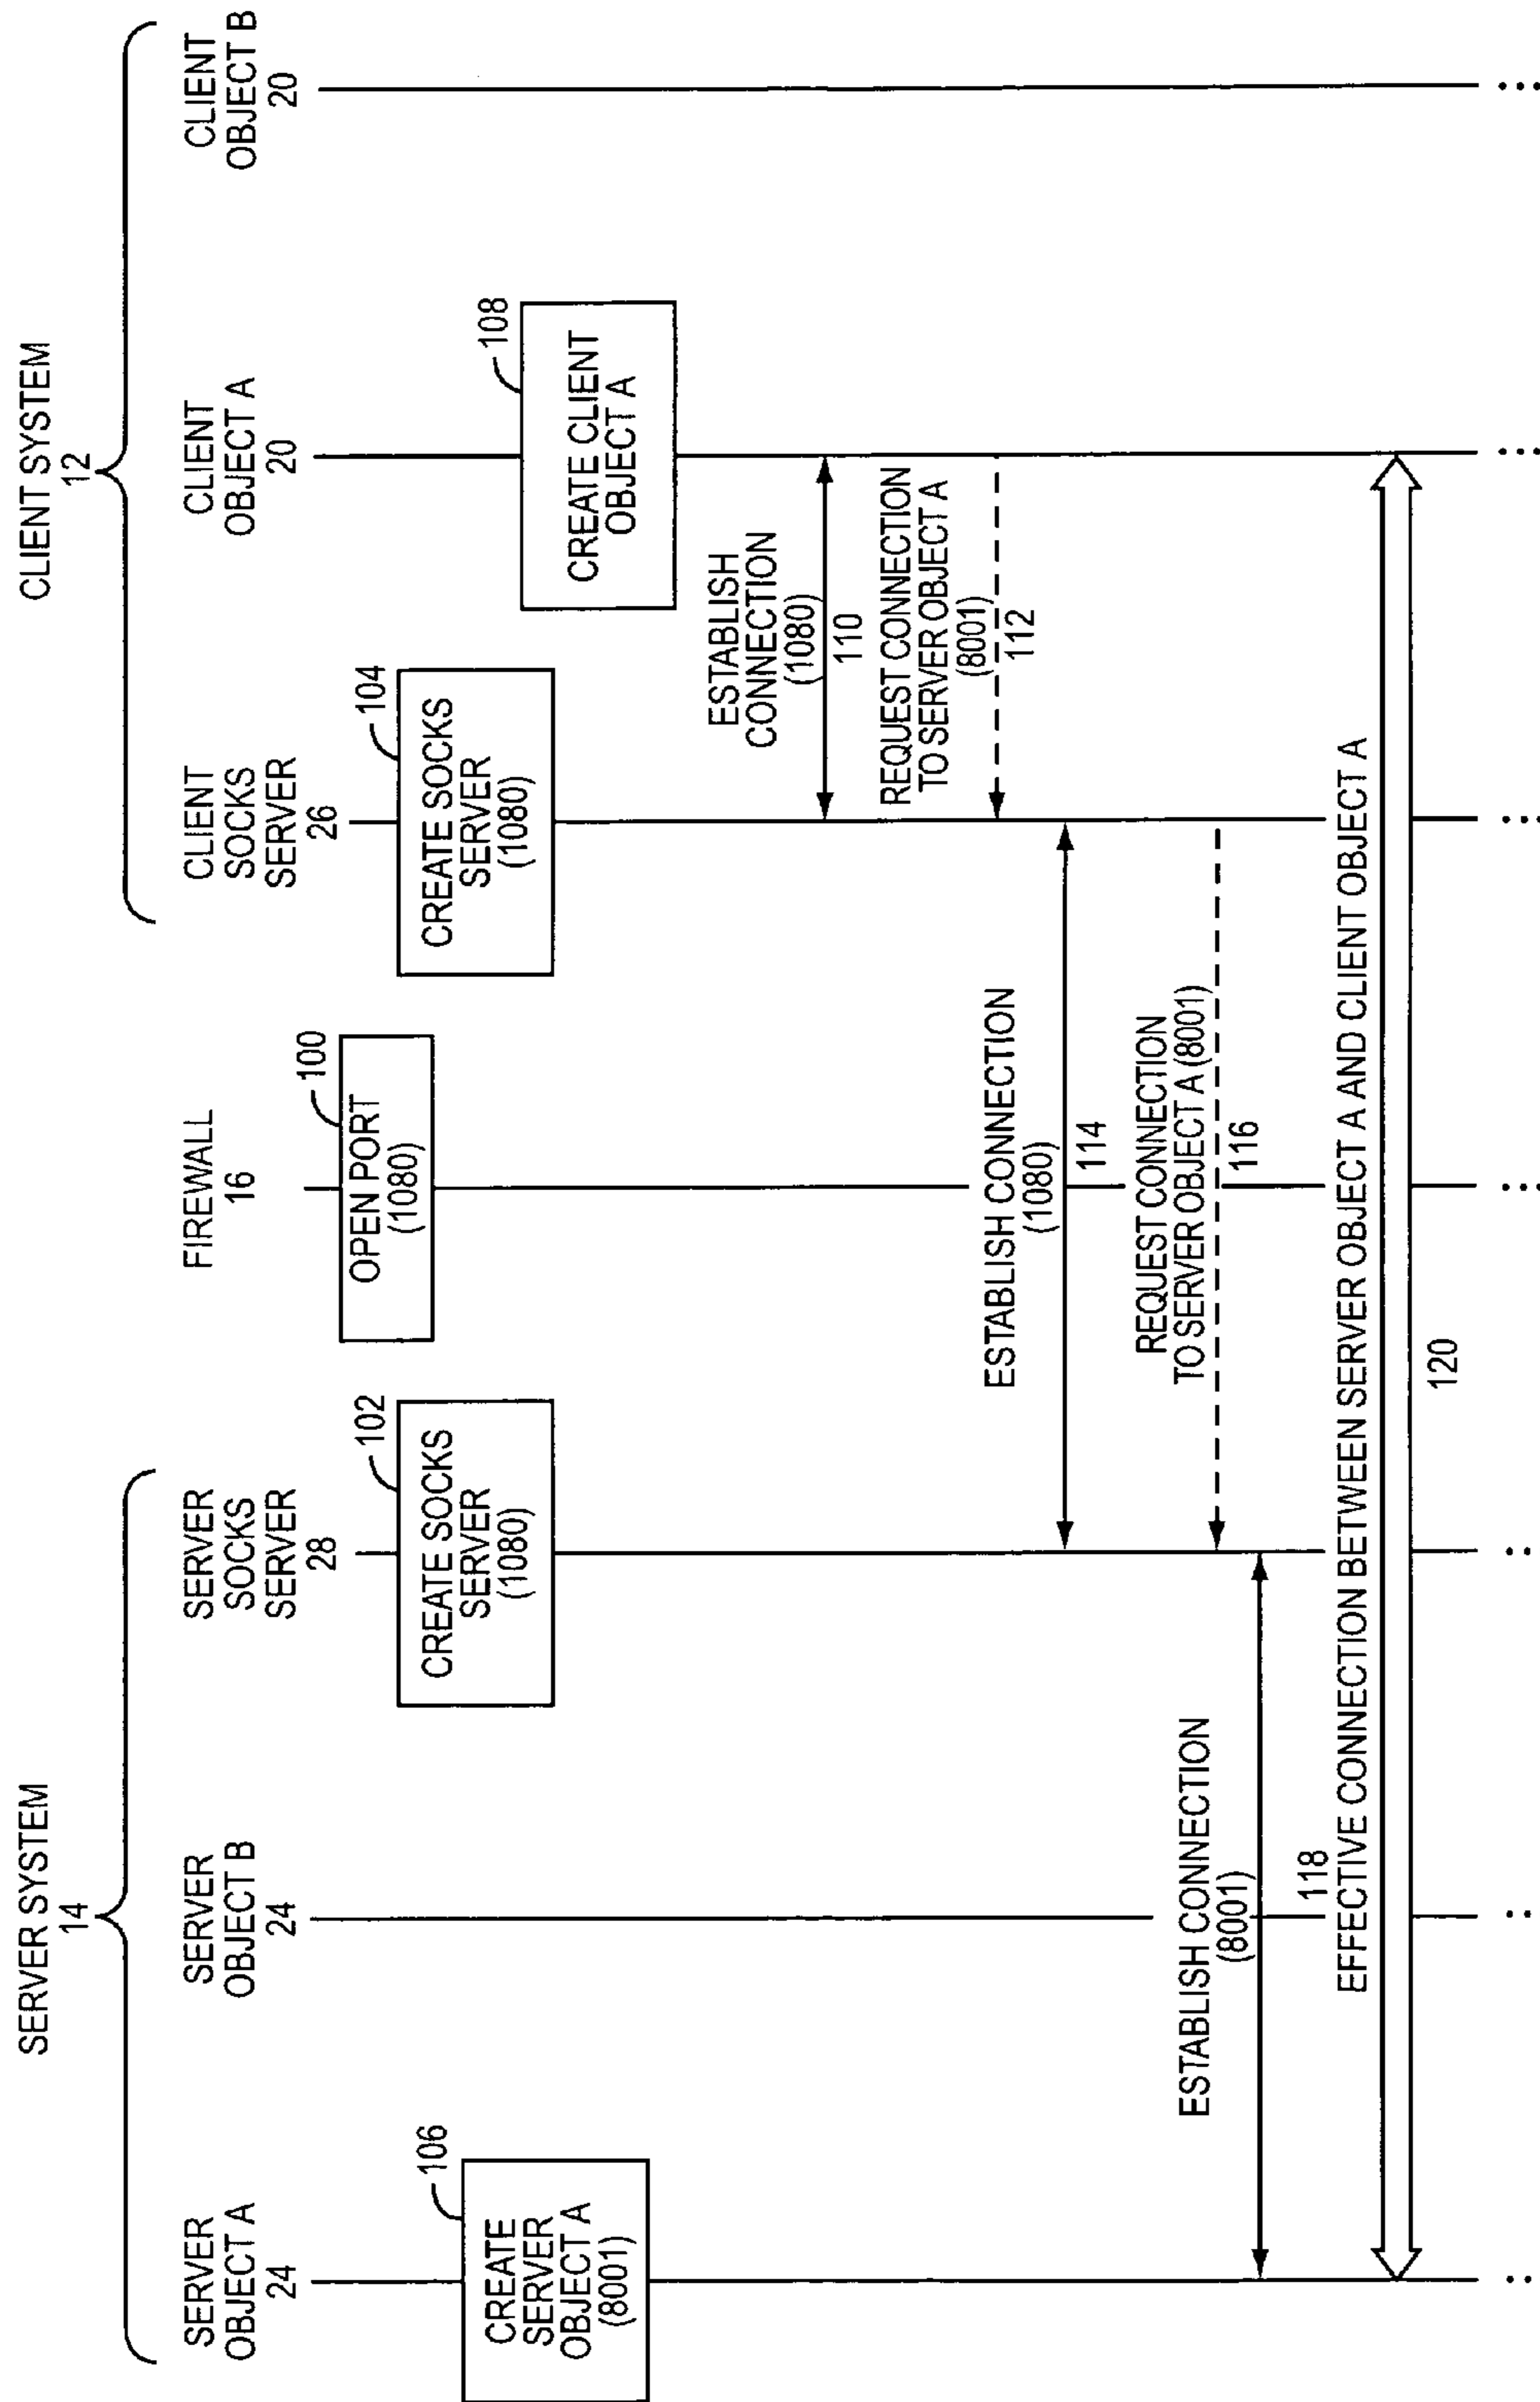 SERVER SYSTEM
14
CLIENT SYSTEM
12
SERVER
OBJECT A
24
SERVER
OBJECT B
24
SERVER
SOCKS
SERVER
28
FIREWALL
16
CLIENT
SOCKS
SERVER
26
CLIENT
OBJECT A
20
CLIENT
OBJECT B
20
OPEN PORT
(1080)
100
CREATE SOCKS
SERVER
(1080)
102
CREATE SOCKS
SERVER
(1080)
104
CREATE
SERVER
OBJECT A
(8001)
106
CREATE CLIENT
OBJECT A
108
ESTABLISH
CONNECTION
(1080)
110
REQUEST CONNECTION
TO SERVER OBJECT A
(8001)
112
ESTABLISH CONNECTION
(1080)
114
REQUEST CONNECTION
TO SERVER OBJECT A (8001)
116
ESTABLISH CONNECTION
(8001)
118
EFFECTIVE CONNECTION BETWEEN SERVER OBJECT A AND CLIENT OBJECT A
120